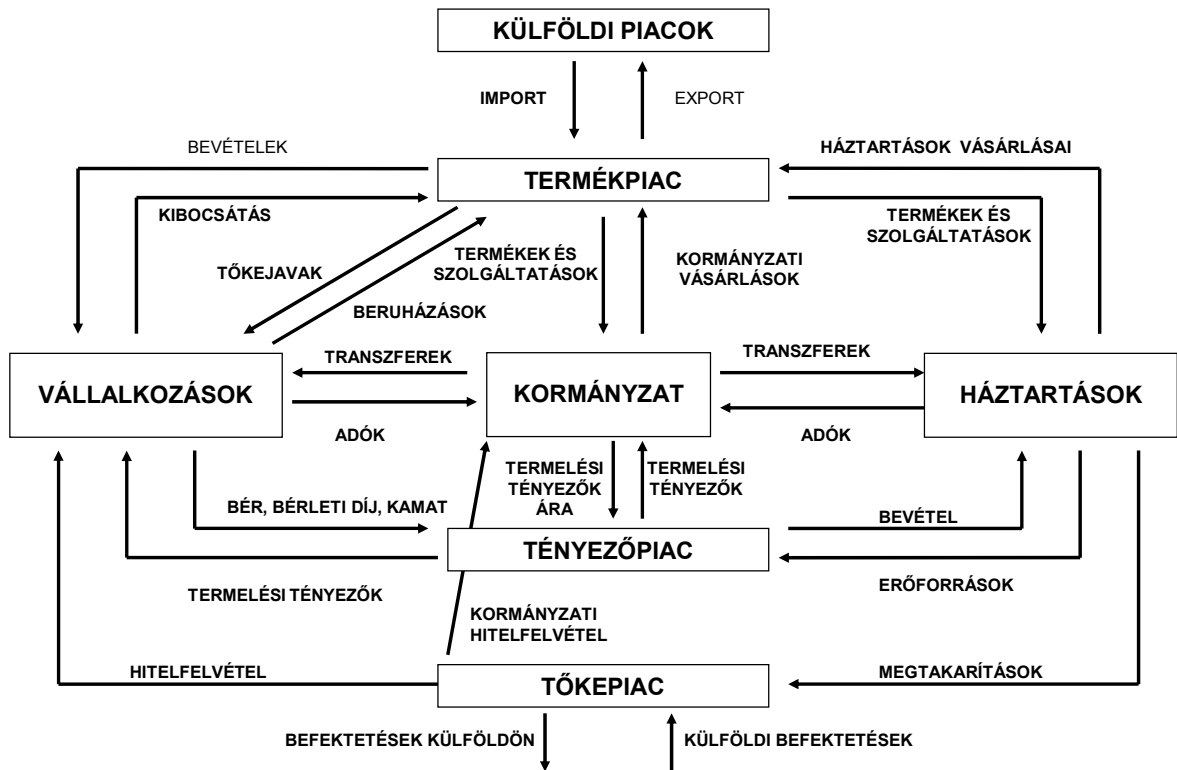 KÜLFÖLDI PIACOK
IMPORT
EXPORT
BEVÉTELEK
HÁZTARTÁSOK VÁSÁRLÁSAI
TERMÉKPIAC
KIBOCSÁTÁS
TERMÉKEK ÉS
SZOLGÁLTATÁSOK
TŐKEJAVAK
TERMÉKEK ÉS
SZOLGÁLTATÁSOK
KORMÁNYZATI
VÁSÁRLÁSOK
BERUHÁZÁSOK
TRANSZFEREK
TRANSZFEREK
VÁLLALKOZÁSOK
KORMÁNYZAT
HÁZTARTÁSOK
ADÓK
ADÓK
TERMELÉSI
TÉNYEZŐK
ÁRA
TERMELÉSI
TÉNYEZŐK
BÉR, BÉRLETI DÍJ, KAMAT
BEVÉTEL
TÉNYEZŐPIAC
TERMELÉSI TÉNYEZŐK
ERŐFORRÁSOK
KORMÁNYZATI
HITELFELVÉTEL
HITELFELVÉTEL
TŐKEPIAC
MEGTAKARÍTÁSOK
BEFEKTETÉSEK KÜLFÖLDÖN
KÜLFÖLDI BEFEKTETÉSEK